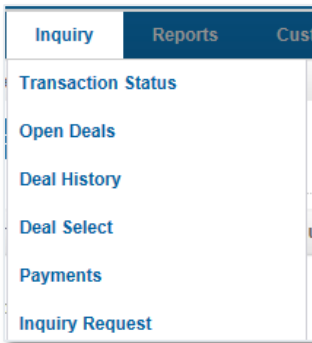 Inquiry Reports
Transaction Status
Open Deals
Deal History
Deal Select
Payments
Inquiry Request